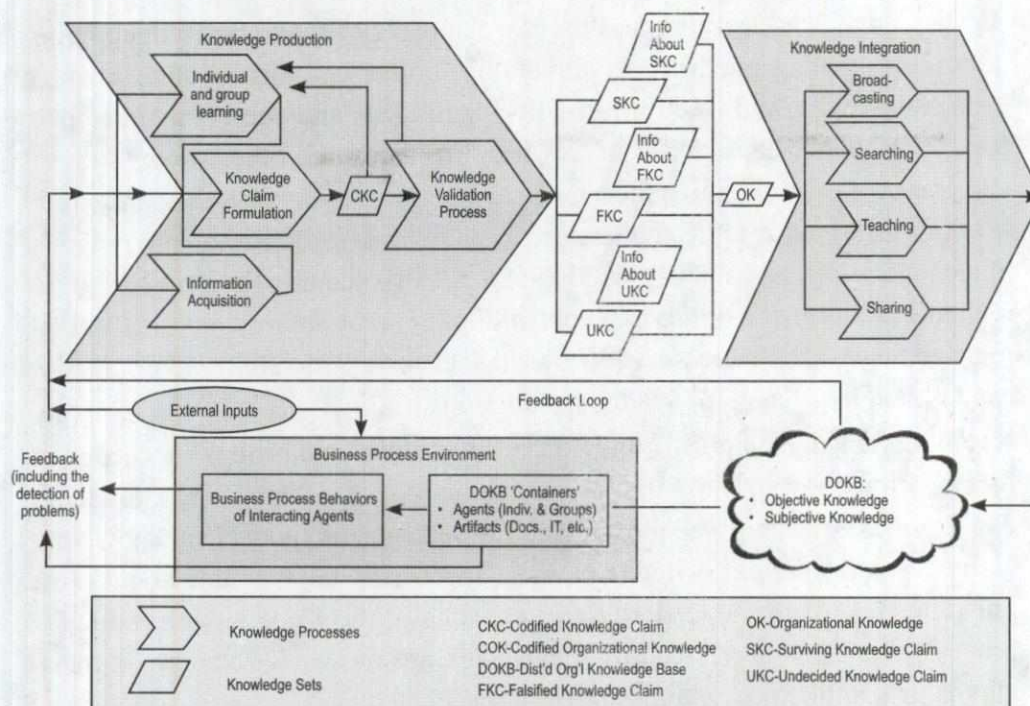 Knowledge Production
Individual
and group
learning
Knowledge
Claim
Formulation
Information
Acquisition
CKC
Knowledge
Validation
Process
Info
About
SKC
SKC
Info
About
FKC
FKC
Info
About
UKC
UKC
OK
Knowledge Integration
Broad-
casting
Searching
Teaching
Sharing
Feedback Loop
External Inputs
Feedback
(including the
detection of
problems)
Business Process Environment
Business Process Behaviors
of Interacting Agents
DOKB 'Containers'
• Agents (Indiv. & Groups)
• Artifacts (Docs., IT, etc.)
DOKB:
• Objective Knowledge
• Subjective Knowledge
Knowledge Processes
Knowledge Sets
CKC-Codified Knowledge Claim
COK-Codified Organizational Knowledge
DOKB-Dist'd Org'l Knowledge Base
FKC-Falsified Knowledge Claim
OK-Organizational Knowledge
SKC-Surviving Knowledge Claim
UKC-Undecided Knowledge Claim